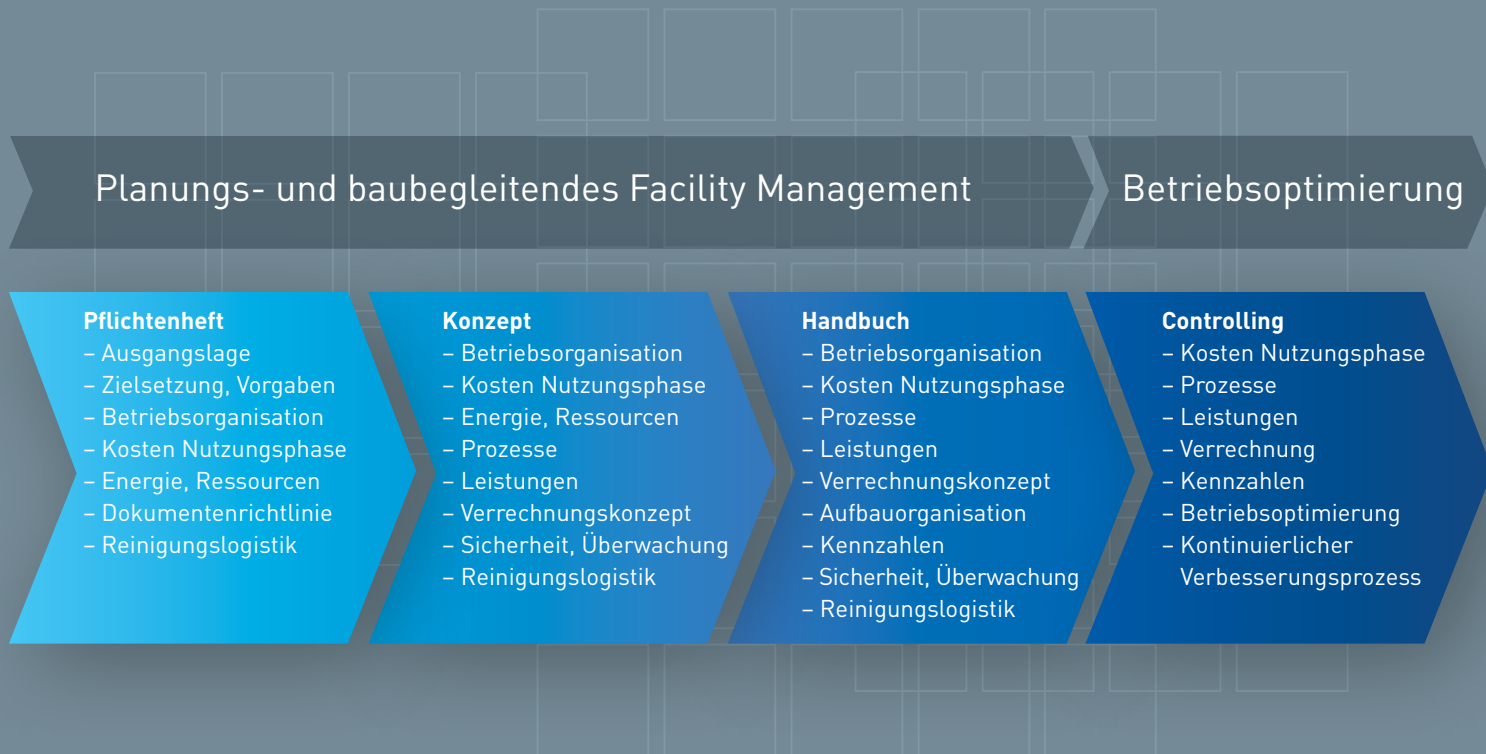 Planungs- und baubegleitendes Facility Management
Betriebsoptimierung
Pflichtenheft
– Ausgangslage
– Zielsetzung, Vorgaben
– Betriebsorganisation
– Kosten Nutzungsphase
– Energie, Ressourcen
– Dokumentenrichtlinie
– Reinigungslogistik
Konzept
– Betriebsorganisation
– Kosten Nutzungsphase
– Energie, Ressourcen
– Prozesse
– Leistungen
– Verrechnungskonzept
– Sicherheit, Überwachung
– Reinigungslogistik
Handbuch
– Betriebsorganisation
– Kosten Nutzungsphase
– Prozesse
– Leistungen
– Verrechnungskonzept
– Aufbauorganisation
– Kennzahlen
– Sicherheit, Überwachung
– Reinigungslogistik
Controlling
– Kosten Nutzungsphase
– Prozesse
– Leistungen
– Verrechnung
– Kennzahlen
– Betriebsoptimierung
– Kontinuierlicher
Verbesserungsprozess